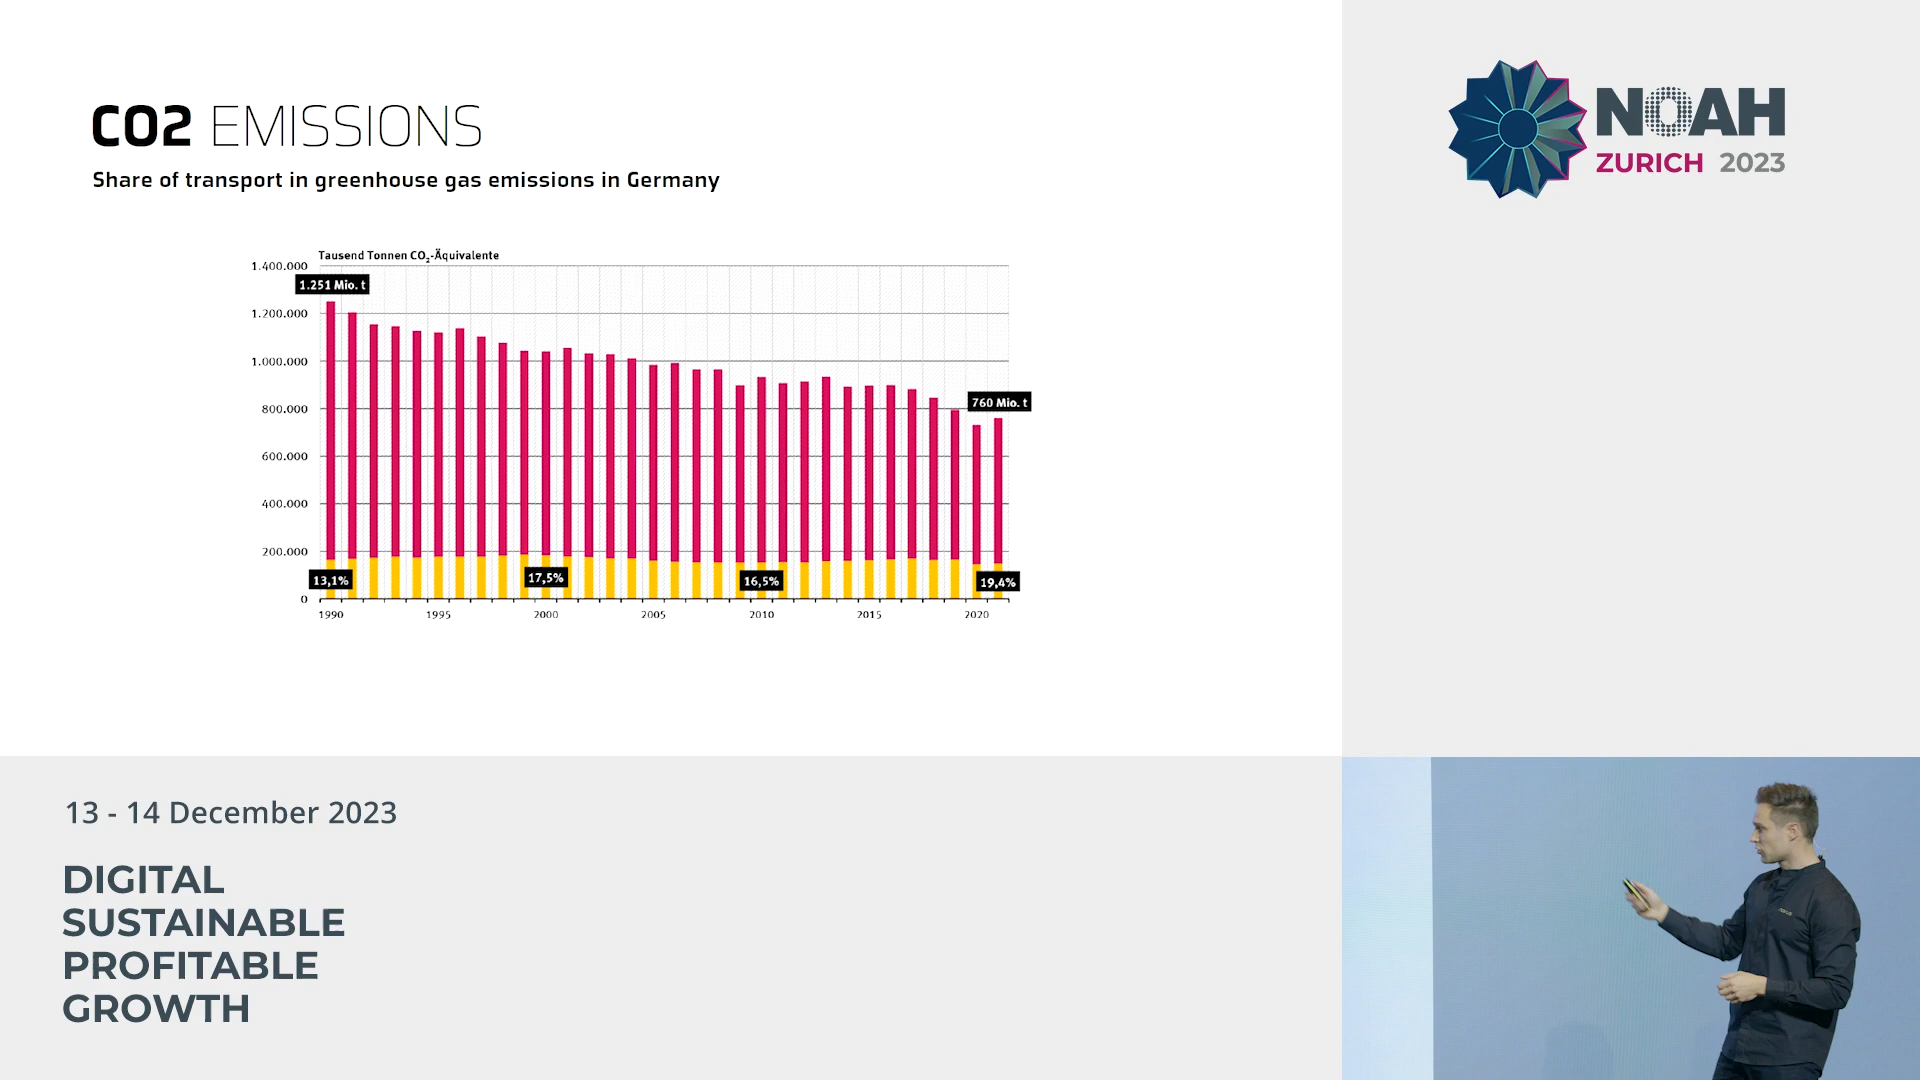 CO2 EMISSIONS
Share of transport in greenhouse gas emissions in Germany
Tausend Tonnen CO₂-Äquivalente
1.400.000
1.251 Mio. t
1.200.000
1.000.000
800.000
760 Mio. t
600.000
400.000
200.000
13,1%
17,5%
16,5%
19,4%
0
1990
1995
2000
2005
2010
2015
2020
NOAH
ZURICH 2023
13 - 14 December 2023
DIGITAL
SUSTAINABLE
PROFITABLE
GROWTH